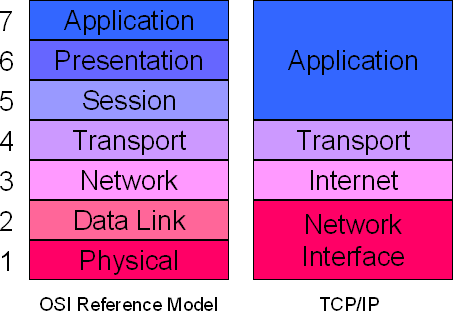 7 Application
6 Presentation
5 Session
4 Transport
3 Network
2 Data Link
1 Physical
OSI Reference Model
Application
Transport
Internet
Network
Interface
TCP/IP